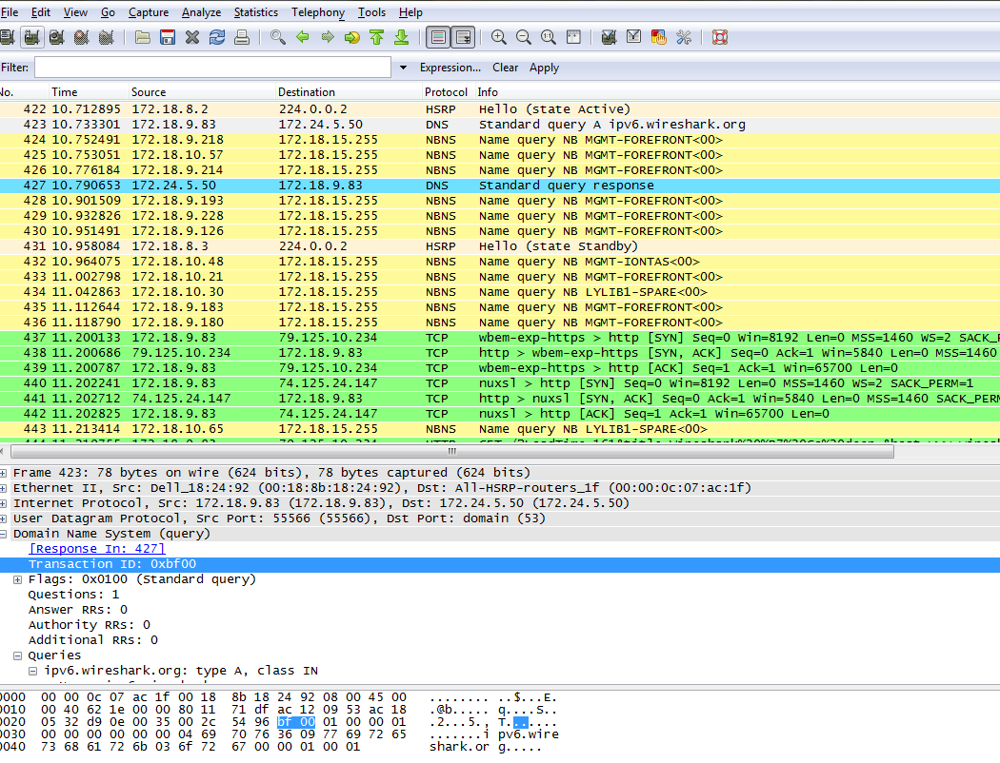 File Edit View Go Capture Analyze Statistics Telephony Tools Help
Filter: Expression... Clear Apply
No. Time Source Destination Protocol Info
422 10.712895 172.18.8.2 224.0.0.2 HSRP Hello (state Active)
423 10.733301 172.18.9.83 172.24.5.50 DNS Standard query A ipv6.wireshark.org
424 10.752491 172.18.9.218 172.18.15.255 NBNS Name query NB MGMT-FOREFRONT<00>
425 10.753051 172.18.10.57 172.18.15.255 NBNS Name query NB MGMT-FOREFRONT<00>
426 10.776184 172.18.9.214 172.18.15.255 NBNS Name query NB MGMT-FOREFRONT<00>
427 10.790653 172.24.5.50 172.18.9.83 DNS Standard query response
428 10.901509 172.18.9.193 172.18.15.255 NBNS Name query NB MGMT-FOREFRONT<00>
429 10.932826 172.18.9.228 172.18.15.255 NBNS Name query NB MGMT-FOREFRONT<00>
430 10.951491 172.18.9.126 172.18.15.255 NBNS Name query NB MGMT-FOREFRONT<00>
431 10.958084 172.18.8.3 224.0.0.2 HSRP Hello (state Standby)
432 10.964075 172.18.10.48 172.18.15.255 NBNS Name query NB MGMT-IONTAS<00>
433 11.002798 172.18.10.21 172.18.15.255 NBNS Name query NB MGMT-FOREFRONT<00>
434 11.042863 172.18.10.30 172.18.15.255 NBNS Name query NB LYLIB1-SPARE<00>
435 11.112644 172.18.9.183 172.18.15.255 NBNS Name query NB MGMT-FOREFRONT<00>
436 11.118790 172.18.9.180 172.18.15.255 NBNS Name query NB MGMT-FOREFRONT<00>
437 11.200133 172.18.9.83 79.125.10.234 TCP wbem-exp-https > http [SYN] Seq=0 Win=8192 Len=0 MSS=1460 WS=2 SACK_P
438 11.200686 79.125.10.234 172.18.9.83 TCP http > wbem-exp-https [SYN, ACK] Seq=0 Ack=1 Win=5840 Len=0 MSS=1460
439 11.200787 172.18.9.83 79.125.10.234 TCP wbem-exp-https > http [ACK] Seq=1 Ack=1 Win=65700 Len=0
440 11.202241 172.18.9.83 74.125.24.147 TCP nuxsl > http [SYN] Seq=0 Win=8192 Len=0 MSS=1460 WS=2 SACK_PERM=1
441 11.202712 74.125.24.147 172.18.9.83 TCP http > nuxsl [SYN, ACK] Seq=0 Ack=1 Win=5840 Len=0 MSS=1460 SACK_PER
442 11.202825 172.18.9.83 74.125.24.147 TCP nuxsl > http [ACK] Seq=1 Ack=1 Win=65700 Len=0
443 11.213414 172.18.10.65 172.18.15.255 NBNS Name query NB LYLIB1-SPARE<00>
Frame 423: 78 bytes on wire (624 bits), 78 bytes captured (624 bits)
Ethernet II, Src: Dell_18:24:92 (00:18:8b:18:24:92), Dst: All-HSRP-routers_1f (00:00:0c:07:ac:1f)
Internet Protocol, Src: 172.18.9.83 (172.18.9.83), Dst: 172.24.5.50 (172.24.5.50)
User Datagram Protocol, Src Port: 55566 (55566), Dst Port: domain (53)
Domain Name System (query)
[Response In: 427]
Transaction ID: 0xbf00
Flags: 0x0100 (Standard query)
Questions: 1
Answer RRs: 0
Authority RRs: 0
Additional RRs: 0
Queries
ipv6.wireshark.org: type A, class IN
0000 00 00 0c 07 ac 1f 00 18 8b 18 24 92 08 00 45 00 ........ ..$...E.
0010 00 40 62 1e 00 00 80 11 71 df ac 12 09 53 ac 18 .@b..... q....S..
0020 05 32 d9 0e 00 35 00 2c 54 96 bf 00 01 00 00 01 .2...5., T.......
0030 00 00 00 00 00 00 04 69 70 76 36 09 77 69 72 65 .......i pv6.wire
0040 73 68 61 72 6b 03 6f 72 67 00 00 01 00 01 shark.or g.....